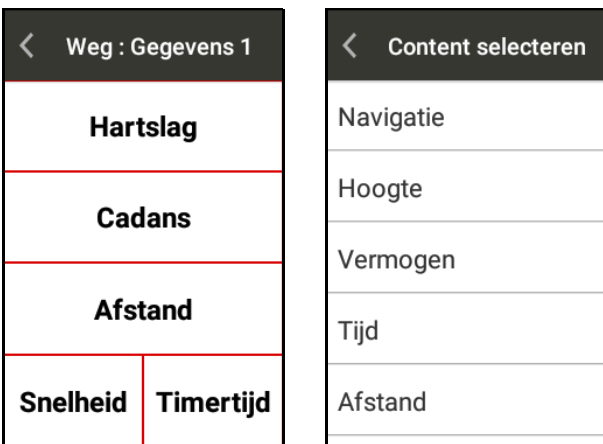 Weg : Gegevens 1
Hartslag
Cadans
Afstand
Snelheid Timertijd
Content selecteren
Navigatie
Hoogte
Vermogen
Tijd
Afstand